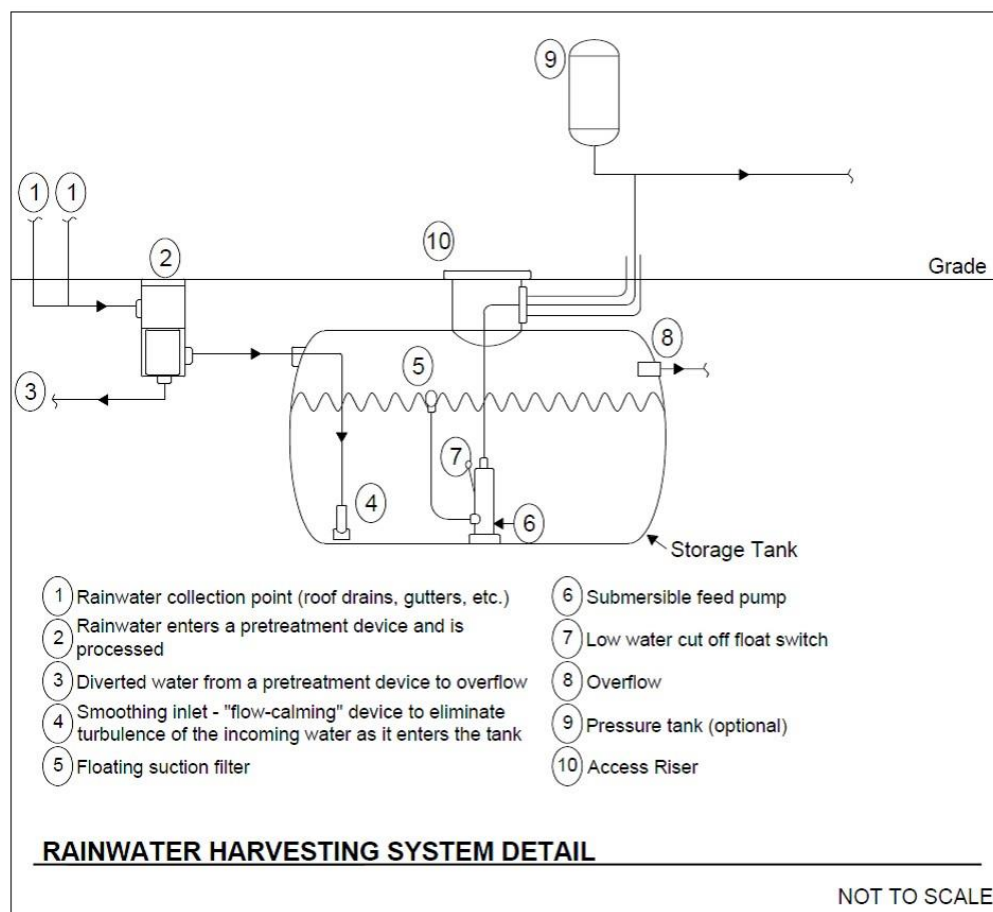 9
1 1
10
2
Grade
8
5
3
7
4
6
Storage Tank
1 Rainwater collection point (roof drains, gutters, etc.)
2 Rainwater enters a pretreatment device and is
processed
3 Diverted water from a pretreatment device to overflow
4 Smoothing inlet - "flow-calming" device to eliminate
turbulence of the incoming water as it enters the tank
5 Floating suction filter
6 Submersible feed pump
7 Low water cut off float switch
8 Overflow
9 Pressure tank (optional)
10 Access Riser
RAINWATER HARVESTING SYSTEM DETAIL
NOT TO SCALE